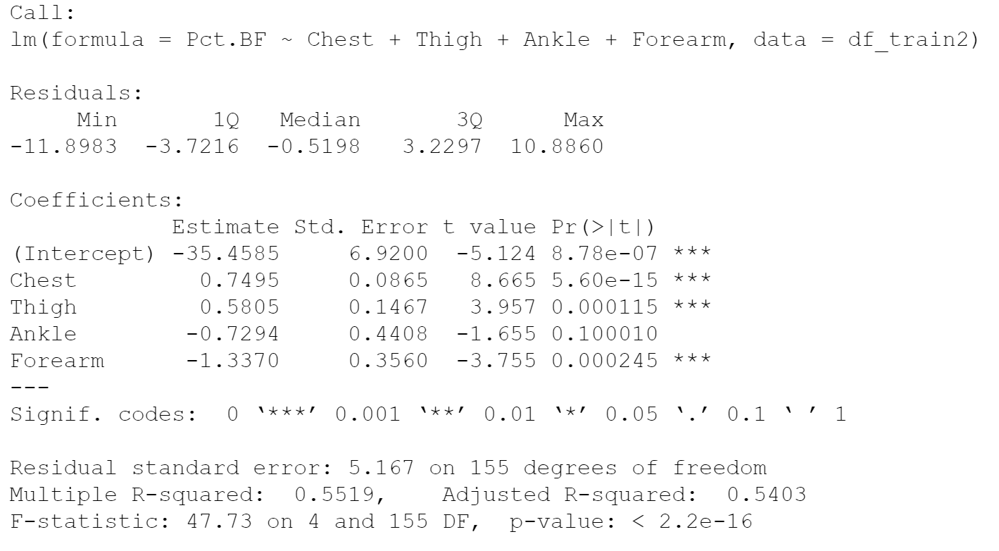 Call:
lm(formula = Pct.BF ~ Chest + Thigh + Ankle + Forearm, data = df_train2)
Residuals:
     Min       1Q   Median       3Q      Max
-11.8983  -3.7216  -0.5198   3.2297  10.8860
Coefficients:
            Estimate Std. Error t value Pr(>|t|)
(Intercept) -35.4585     6.9200  -5.124 8.78e-07 ***
Chest         0.7495     0.0865   8.665 5.60e-15 ***
Thigh         0.5805     0.1467   3.957 0.000115 ***
Ankle        -0.7294     0.4408  -1.655 0.100010
Forearm      -1.3370     0.3560  -3.755 0.000245 ***
---
Signif. codes:  0 ‘***’ 0.001 ‘**’ 0.01 ‘*’ 0.05 ‘.’ 0.1 ‘ ’ 1
Residual standard error: 5.167 on 155 degrees of freedom
Multiple R-squared:  0.5519,    Adjusted R-squared:  0.5403
F-statistic: 47.73 on 4 and 155 DF,  p-value: < 2.2e-16